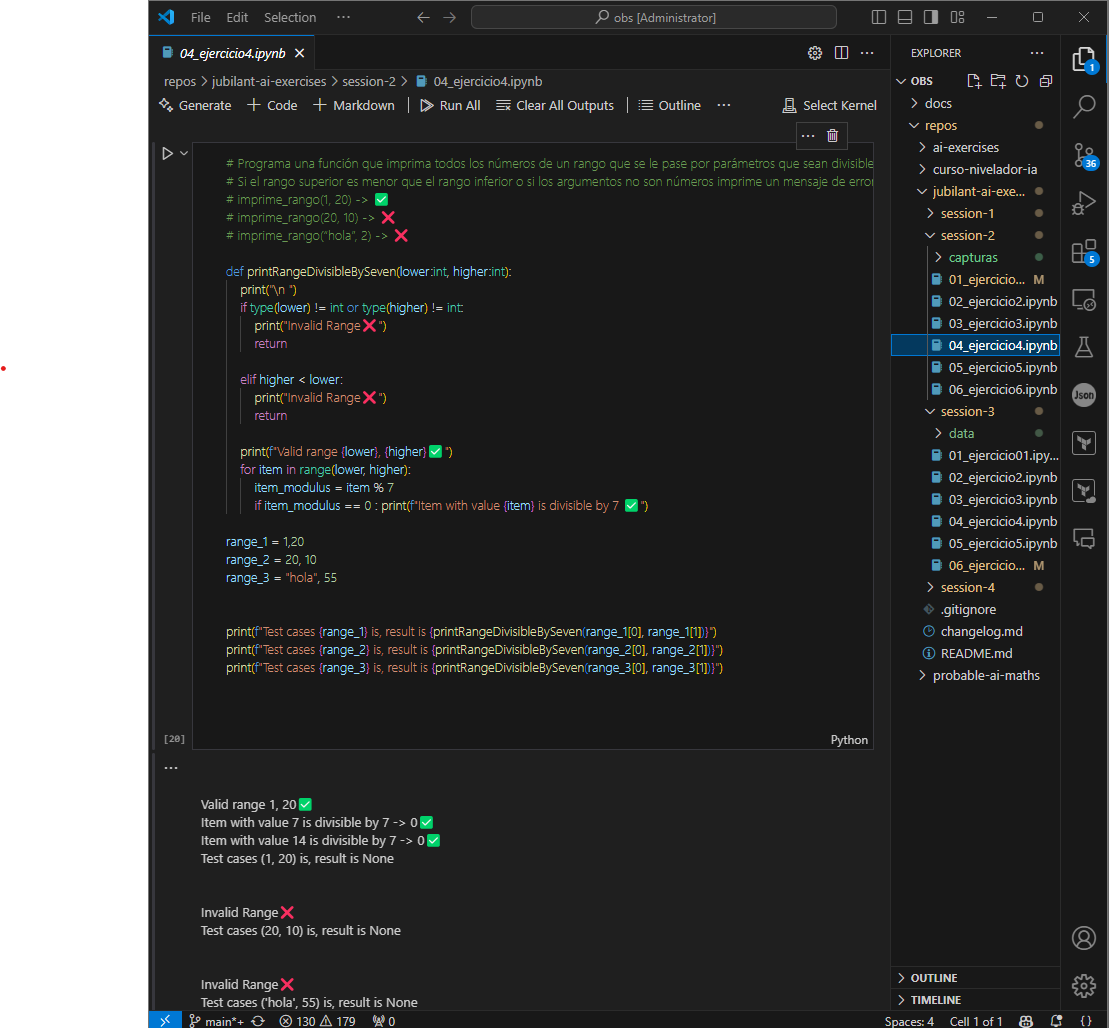 File Edit Selection ··· obs [Administrator]
04_ejercicio4.ipynb
repos > jubilant-ai-exercises > session-2 > 04_ejercicio4.ipynb
Generate + Code + Markdown | Run All Clear All Outputs | Outline ··· Select Kernel
# Programa una función que imprima todos los números de un rango que se le pase por parámetros que sean divisible
# Si el rango superior es menor que el rango inferior o si los argumentos no son números imprime un mensaje de error
# imprime_rango(1, 20) -> ✅
# imprime_rango(20, 10) -> ❌
# imprime_rango("hola", 2) -> ❌
def printRangeDivisibleBySeven(lower:int, higher:int):
print("\n ")
if type(lower) != int or type(higher) != int:
print("Invalid Range❌ ")
return
elif higher < lower:
print("Invalid Range❌ ")
return
print(f"Valid range {lower}, {higher}✅ ")
for item in range(lower, higher):
item_modulus = item % 7
if item_modulus == 0 : print(f"Item with value {item} is divisible by 7 ✅ ")
range_1 = 1,20
range_2 = 20, 10
range_3 = "hola", 55
print(f"Test cases {range_1} is, result is {printRangeDivisibleBySeven(range_1[0], range_1[1])}")
print(f"Test cases {range_2} is, result is {printRangeDivisibleBySeven(range_2[0], range_2[1])}")
print(f"Test cases {range_3} is, result is {printRangeDivisibleBySeven(range_3[0], range_3[1])}")
[20]
Python
···
Valid range 1, 20✅
Item with value 7 is divisible by 7 -> 0✅
Item with value 14 is divisible by 7 -> 0✅
Test cases (1, 20) is, result is None
Invalid Range❌
Test cases (20, 10) is, result is None
Invalid Range❌
Test cases ('hola', 55) is, result is None
EXPLORER ···
OBS
docs
repos
ai-exercises
curso-nivelador-ia
jubilant-ai-exe...
session-1
session-2
capturas
01_ejercicio... M
02_ejercicio2.ipynb
03_ejercicio3.ipynb
04_ejercicio4.ipynb
05_ejercicio5.ipynb
06_ejercicio6.ipynb
session-3
data
01_ejercicio01.ipy...
02_ejercicio2.ipynb
03_ejercicio3.ipynb
04_ejercicio4.ipynb
05_ejercicio5.ipynb
06_ejercicio... M
session-4
.gitignore
changelog.md
README.md
probable-ai-maths
OUTLINE
TIMELINE
1
36
5
Json
main*+ 130 179 0 Spaces: 4 Cell 1 of 1 {}